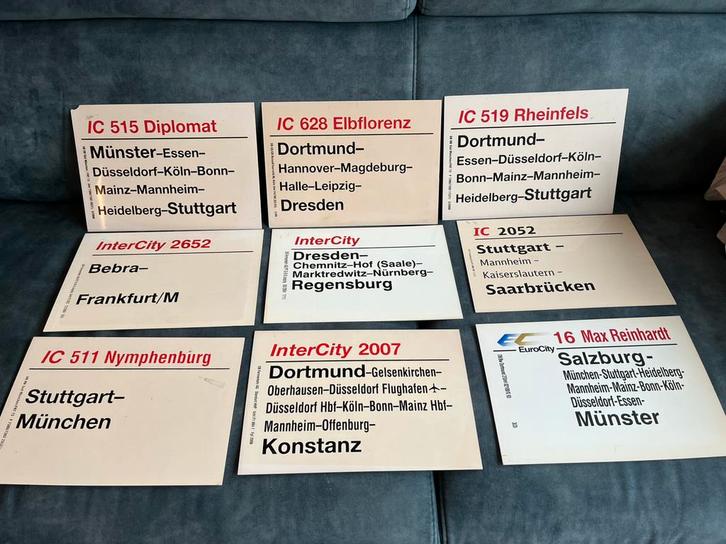 IC 515 Diplomat
Münster–Essen–
Düsseldorf–Köln–Bonn–
Mainz–Mannheim–
Heidelberg–Stuttgart
IC 628 Elbflorenz
Dortmund–
Hannover–Magdeburg–
Halle–Leipzig–
Dresden
IC 519 Rheinfels
Dortmund–
Essen–Düsseldorf–Köln–
Bonn–Mainz–Mannheim–
Heidelberg–Stuttgart
InterCity 2652
Bebra–
Frankfurt/M
InterCity
Dresden–
Chemnitz–Hof (Saale)–
Marktredwitz–Nürnberg–
Regensburg
IC 2052
Stuttgart –
Mannheim –
Kaiserslautern –
Saarbrücken
IC 511 Nymphenburg
Stuttgart–
München
InterCity 2007
Dortmund–Gelsenkirchen–
Oberhausen–Düsseldorf Flughafen–
Düsseldorf Hbf–Köln–Bonn–Mainz Hbf–
Mannheim–Offenburg–
Konstanz
EC EuroCity 16 Max Reinhardt
Salzburg-
München-Stuttgart-Heidelberg-
Mannheim-Mainz-Bonn-Köln-
Düsseldorf-Essen-
Münster